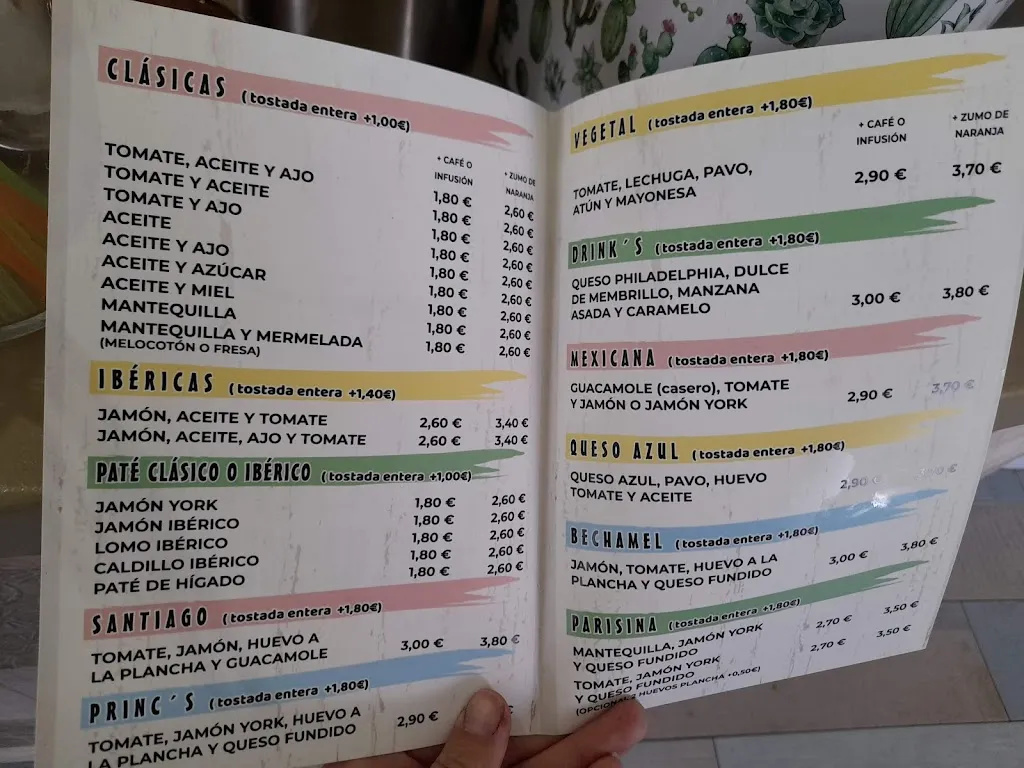 CLÁSICAS (tostada entera +1,00€)
+ CAFÉ O
INFUSIÓN
+ ZUMO DE
NARANJA
TOMATE, ACEITE Y AJO 1,80 € 2,60 €
TOMATE Y ACEITE 1,80 € 2,60 €
TOMATE Y AJO 1,80 € 2,60 €
ACEITE 1,80 € 2,60 €
ACEITE Y AJO 1,80 € 2,60 €
ACEITE Y AZÚCAR 1,80 € 2,60 €
ACEITE Y MIEL 1,80 € 2,60 €
MANTEQUILLA 1,80 € 2,60 €
MANTEQUILLA Y MERMELADA 1,80 € 2,60 €
(MELOCOTÓN O FRESA)
IBÉRICAS (tostada entera +1,40€)
JAMÓN, ACEITE Y TOMATE 2,60 € 3,40 €
JAMÓN, ACEITE, AJO Y TOMATE 2,60 € 3,40 €
PATÉ CLÁSICO O IBÉRICO (tostada entera +1,00€)
JAMÓN YORK 1,80 € 2,60 €
JAMÓN IBÉRICO 1,80 € 2,60 €
LOMO IBÉRICO 1,80 € 2,60 €
CALDILLO IBÉRICO 1,80 € 2,60 €
PATÉ DE HÍGADO 1,80 € 2,60 €
SANTIAGO (tostada entera +1,80€)
TOMATE, JAMÓN, HUEVO A
LA PLANCHA Y GUACAMOLE 3,00 € 3,80 €
PRINC´S (tostada entera +1,80€)
TOMATE, JAMÓN YORK, HUEVO A
LA PLANCHA Y QUESO FUNDIDO 2,90 € €
VEGETAL (tostada entera +1,80€)
+ CAFÉ O
INFUSIÓN
+ ZUMO DE
NARANJA
TOMATE, LECHUGA, PAVO,
ATÚN Y MAYONESA 2,90 € 3,70 €
DRINK´S (tostada entera +1,80€)
QUESO PHILADELPHIA, DULCE
DE MEMBRILLO, MANZANA
ASADA Y CARAMELO 3,00 € 3,80 €
MEXICANA (tostada entera +1,80€)
GUACAMOLE (casero), TOMATE
Y JAMÓN O JAMÓN YORK 2,90 € 3,70 €
QUESO AZUL (tostada entera +1,80€)
QUESO AZUL, PAVO, HUEVO
TOMATE Y ACEITE 2,90 €
BECHAMEL (tostada entera +1,80€)
JAMÓN, TOMATE, HUEVO A LA
PLANCHA Y QUESO FUNDIDO 3,00 € 3,80 €
PARISINA (tostada entera +1,80€)
MANTEQUILLA, JAMÓN YORK
Y QUESO FUNDIDO 2,70 € 3,50 €
TOMATE, JAMÓN YORK
Y QUESO FUNDIDO 2,70 € 3,50 €
(OPCIONAL 2 HUEVOS PLANCHA +0,50€)